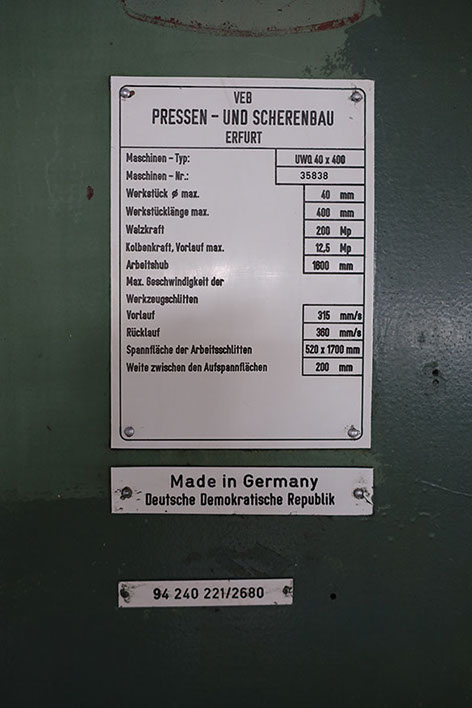 VEB
PRESSEN - UND SCHERENBAU
ERFURT
Maschinen - Typ: UWQ 40 x 400
Maschinen - Nr.: 35838
Werkstück ø max. 40 mm
Werkstücklänge max. 400 mm
Walzkraft 200 Mp
Kolbenkraft, Vorlauf max. 12,5 Mp
Arbeitshub 1600 mm
Max. Geschwindigkeit der
Werkzeugschlitten
Vorlauf 315 mm/s
Rücklauf 360 mm/s
Spannfläche der Arbeitsschlitten 520 x 1700 mm
Weite zwischen den Aufspannflächen 200 mm
Made in Germany
Deutsche Demokratische Republik
94 240 221/2680